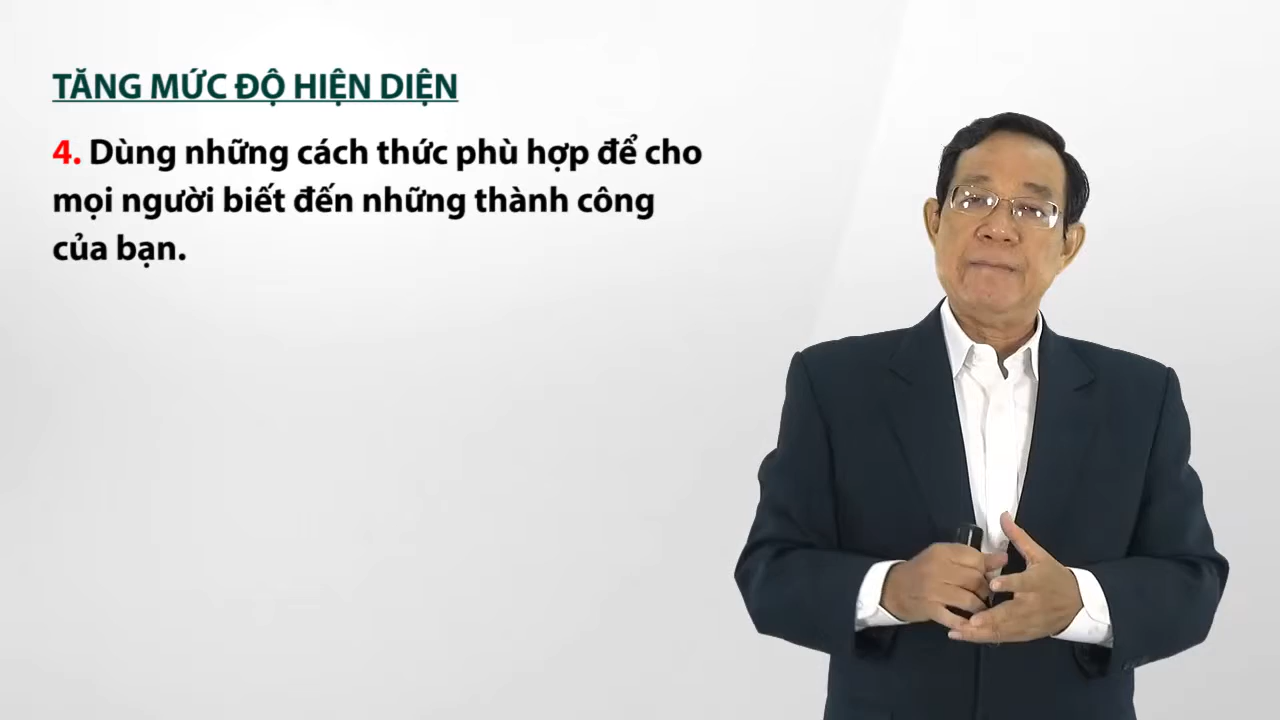 TĂNG MỨC ĐỘ HIỆN DIỆN
4. Dùng những cách thức phù hợp để cho
mọi người biết đến những thành công
của bạn.